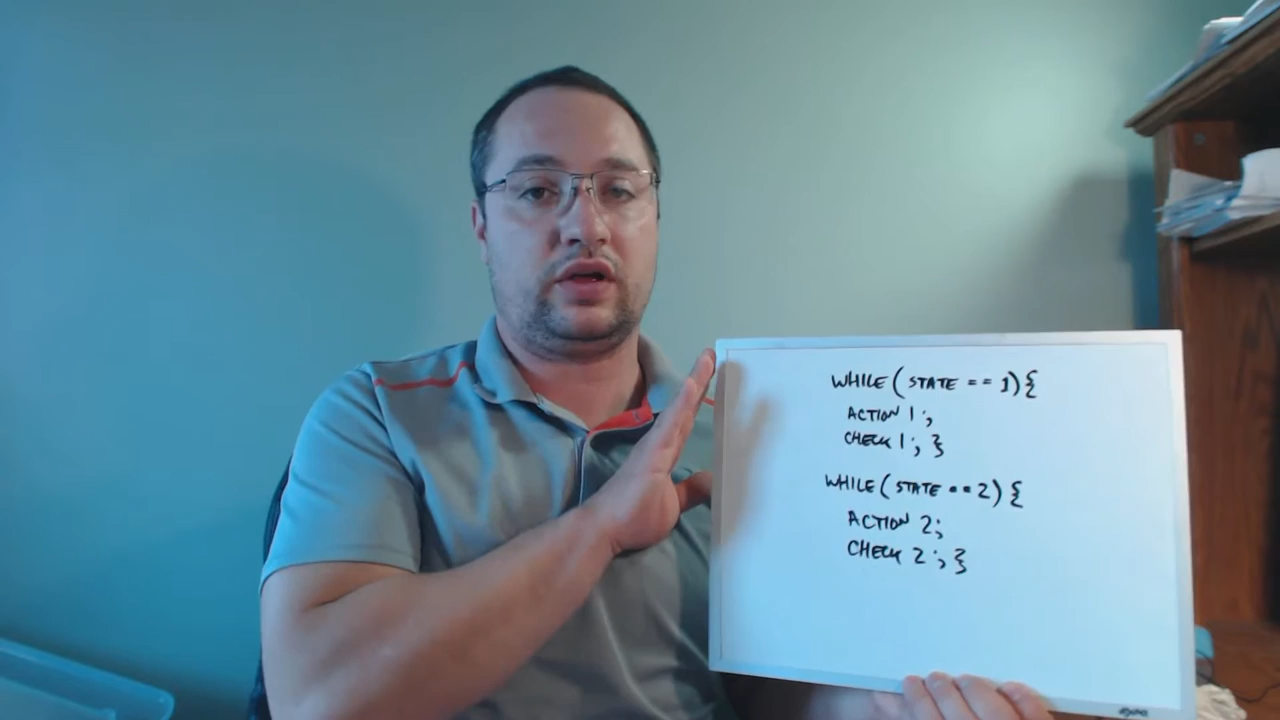 WHILE (STATE == 1) {
ACTION 1;
CHECK 1; }
WHILE (STATE == 2) {
ACTION 2;
CHECK 2; }